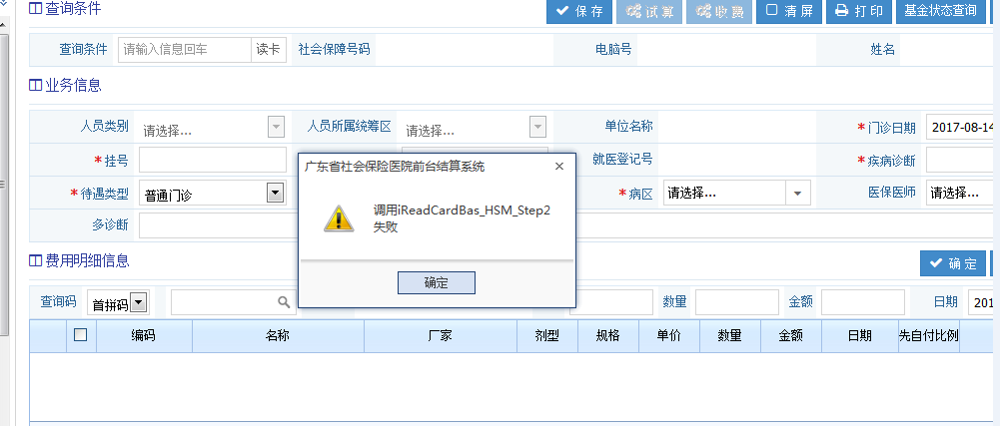 查询条件
保 存 试 算 收 费 清 屏 打 印 基金状态查询
查询条件 请输入信息回车 读卡 社会保障号码 电脑号 姓名
业务信息
人员类别 请选择... 人员所属统筹区 请选择... 单位名称 *门诊日期 2017-08-14
*挂号 就医登记号 *疾病诊断
*待遇类型 普通门诊 *病区 请选择... 医保医师 请选择...
多诊断
广东省社会保险医院前台结算系统
调用iReadCardBas_HSM_Step2
失败
确定
费用明细信息
确 定
查询码 首拼码 数量 金额 日期 201
编码 名称 厂家 剂型 规格 单价 数量 金额 日期 先自付比例